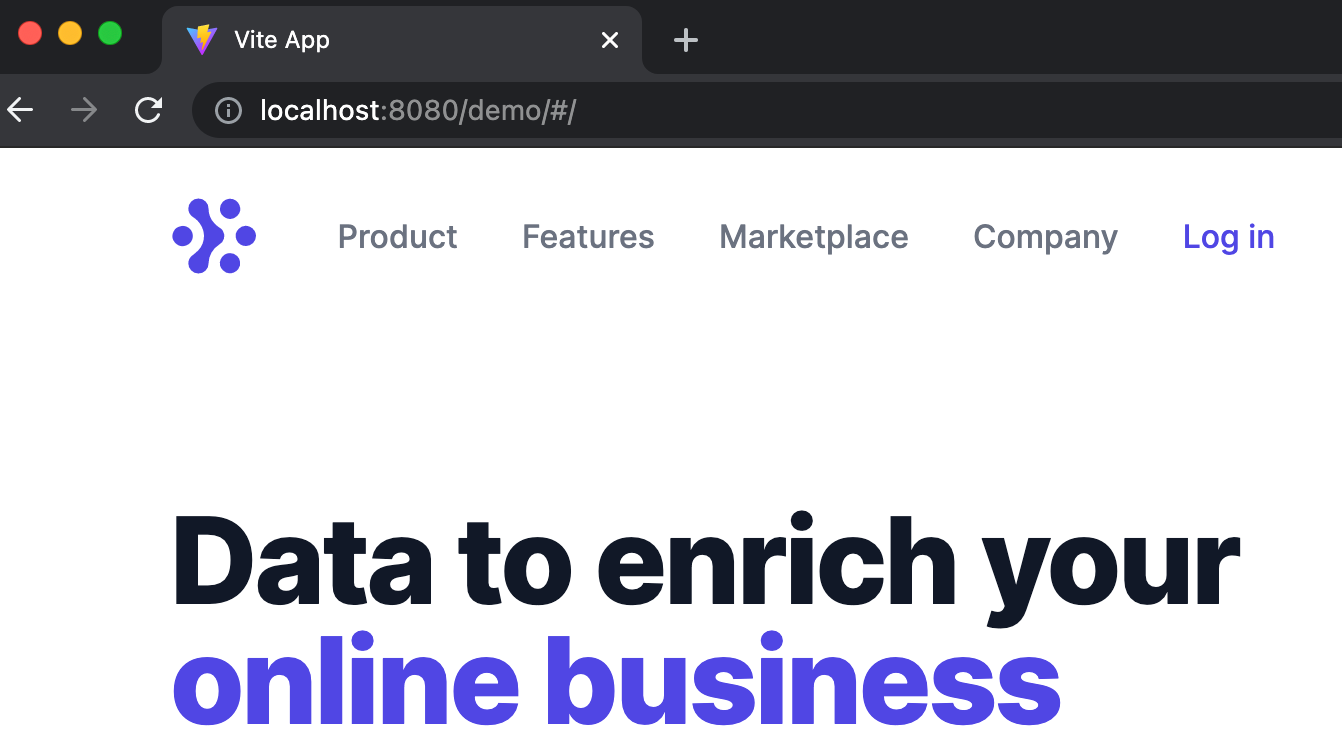 Vite App
localhost:8080/demo/#/
Product Features Marketplace Company Log in
Data to enrich your
online business